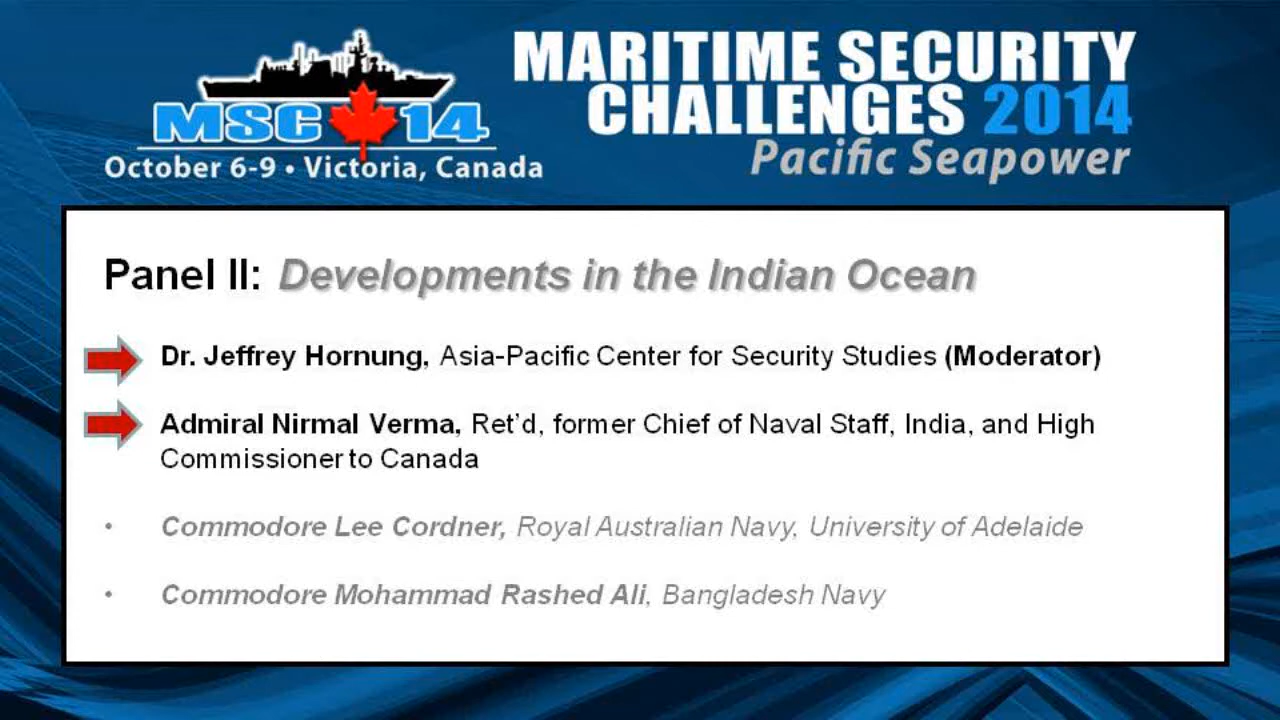 MSC 14
October 6-9 • Victoria, Canada
MARITIME SECURITY
CHALLENGES 2014
Pacific Seapower
Panel II: Developments in the Indian Ocean
Dr. Jeffrey Hornung, Asia-Pacific Center for Security Studies (Moderator)
Admiral Nirmal Verma, Ret’d, former Chief of Naval Staff, India, and High
Commissioner to Canada
• Commodore Lee Cordner, Royal Australian Navy, University of Adelaide
• Commodore Mohammad Rashed Ali, Bangladesh Navy